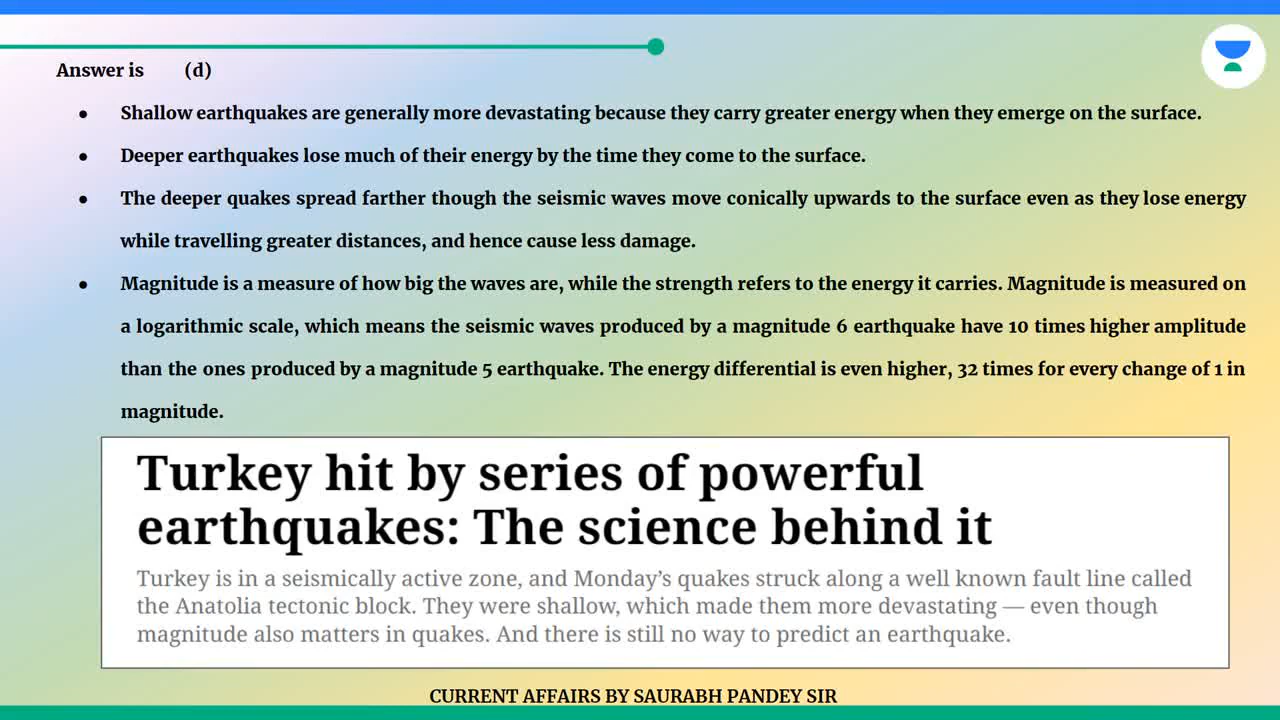 Answer is (d)
● Shallow earthquakes are generally more devastating because they carry greater energy when they emerge on the surface.
● Deeper earthquakes lose much of their energy by the time they come to the surface.
● The deeper quakes spread farther though the seismic waves move conically upwards to the surface even as they lose energy
while travelling greater distances, and hence cause less damage.
● Magnitude is a measure of how big the waves are, while the strength refers to the energy it carries. Magnitude is measured on
a logarithmic scale, which means the seismic waves produced by a magnitude 6 earthquake have 10 times higher amplitude
than the ones produced by a magnitude 5 earthquake. The energy differential is even higher, 32 times for every change of 1 in
magnitude.
Turkey hit by series of powerful
earthquakes: The science behind it
Turkey is in a seismically active zone, and Monday’s quakes struck along a well known fault line called
the Anatolia tectonic block. They were shallow, which made them more devastating — even though
magnitude also matters in quakes. And there is still no way to predict an earthquake.
CURRENT AFFAIRS BY SAURABH PANDEY SIR